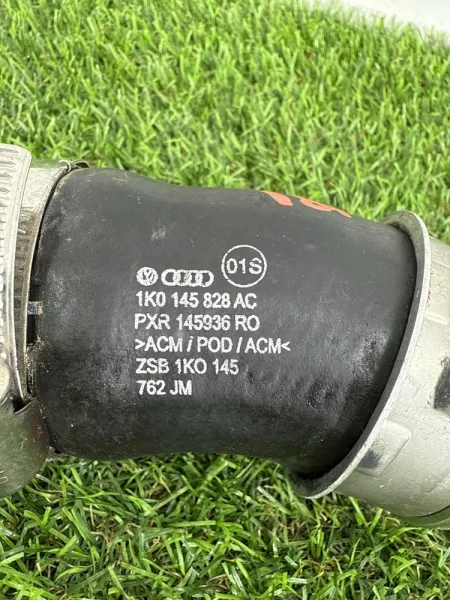 01S
1K0 145 828 AC
PXR 145936 RO
>ACM / POD / ACM<
ZSB 1KO 145
762 JM